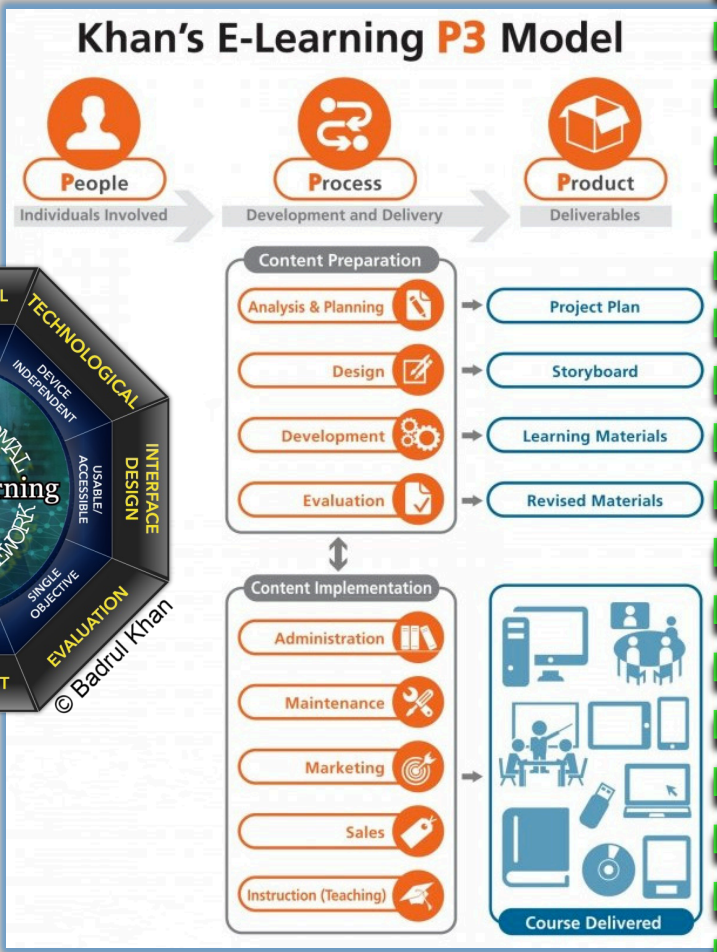 Khan's E-Learning P3 Model
People
Process
Product
Individuals Involved
Development and Delivery
Deliverables
Content Preparation
Analysis & Planning
Project Plan
Design
Storyboard
Development
Learning Materials
Evaluation
Revised Materials
Content Implementation
Administration
Maintenance
Marketing
Sales
Instruction (Teaching)
Course Delivered
TECHNOLOGICAL
DEVICE
INDEPENDENT
INTERFACE
DESIGN
USABLE/
ACCESSIBLE
SINGLE
OBJECTIVE
EVALUATION
© Badrul Khan